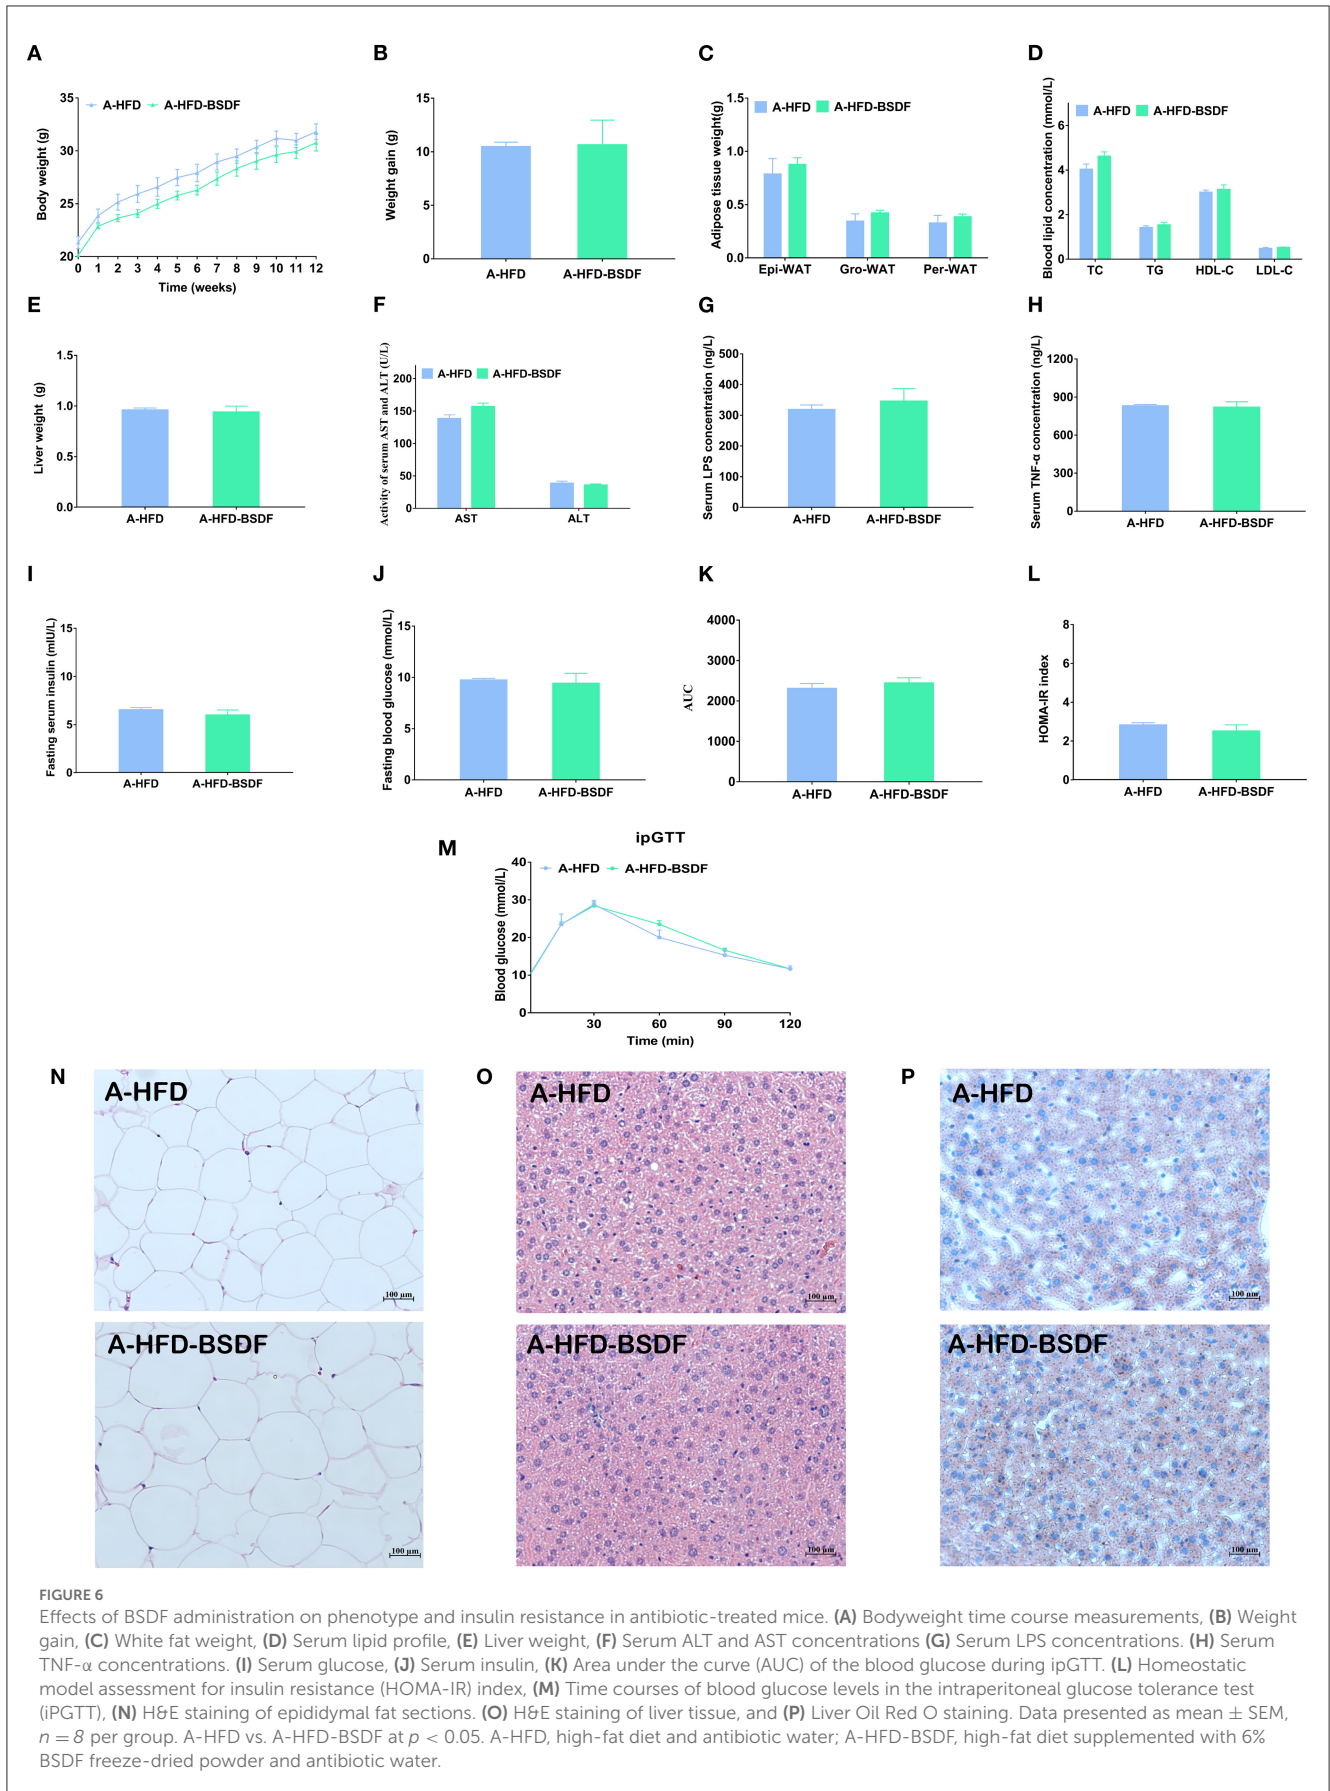 A
A-HFD A-HFD-BSDF
Body weight (g)
35
30
25
20
0 1 2 3 4 5 6 7 8 9 10 11 12
Time (weeks)
B
Weight gain (g)
15
10
5
0
A-HFD A-HFD-BSDF
C
A-HFD A-HFD-BSDF
Adipose tissue weight(g)
1.5
1.0
0.5
0.0
Epi-WAT Gro-WAT Per-WAT
D
A-HFD A-HFD-BSDF
Blood lipid concentration (mmol/L)
6
4
2
0
TC TG HDL-C LDL-C
E
Liver weight (g)
1.5
1.0
0.5
0.0
A-HFD A-HFD-BSDF
F
A-HFD A-HFD-BSDF
Activity of serum AST and ALT (U/L)
200
150
100
50
0
AST ALT
G
Serum LPS concentration (ng/L)
500
400
300
200
100
0
A-HFD A-HFD-BSDF
H
Serum TNF-α concentration (ng/L)
1200
900
600
300
0
A-HFD A-HFD-BSDF
I
Fasting serum insulin (mIU/L)
15
10
5
0
A-HFD A-HFD-BSDF
J
Fasting blood glucose (mmol/L)
15
10
5
0
A-HFD A-HFD-BSDF
K
AUC
4000
3000
2000
1000
0
A-HFD A-HFD-BSDF
L
HOMA-IR index
8
6
4
2
0
A-HFD A-HFD-BSDF
M
ipGTT
A-HFD A-HFD-BSDF
Blood glucose (mmol/L)
40
30
20
10
0
30 60 90 120
Time (min)
N
A-HFD
100 µm
A-HFD-BSDF
100 µm
O
A-HFD
100 µm
A-HFD-BSDF
100 µm
P
A-HFD
100 µm
A-HFD-BSDF
100 µm
FIGURE 6
Effects of BSDF administration on phenotype and insulin resistance in antibiotic-treated mice. (A) Bodyweight time course measurements, (B) Weight
gain, (C) White fat weight, (D) Serum lipid profile, (E) Liver weight, (F) Serum ALT and AST concentrations (G) Serum LPS concentrations. (H) Serum
TNF-α concentrations. (I) Serum glucose, (J) Serum insulin, (K) Area under the curve (AUC) of the blood glucose during ipGTT. (L) Homeostatic
model assessment for insulin resistance (HOMA-IR) index, (M) Time courses of blood glucose levels in the intraperitoneal glucose tolerance test
(iPGTT), (N) H&E staining of epididymal fat sections. (O) H&E staining of liver tissue, and (P) Liver Oil Red O staining. Data presented as mean ± SEM,
n = 8 per group. A-HFD vs. A-HFD-BSDF at p < 0.05. A-HFD, high-fat diet and antibiotic water; A-HFD-BSDF, high-fat diet supplemented with 6%
BSDF freeze-dried powder and antibiotic water.